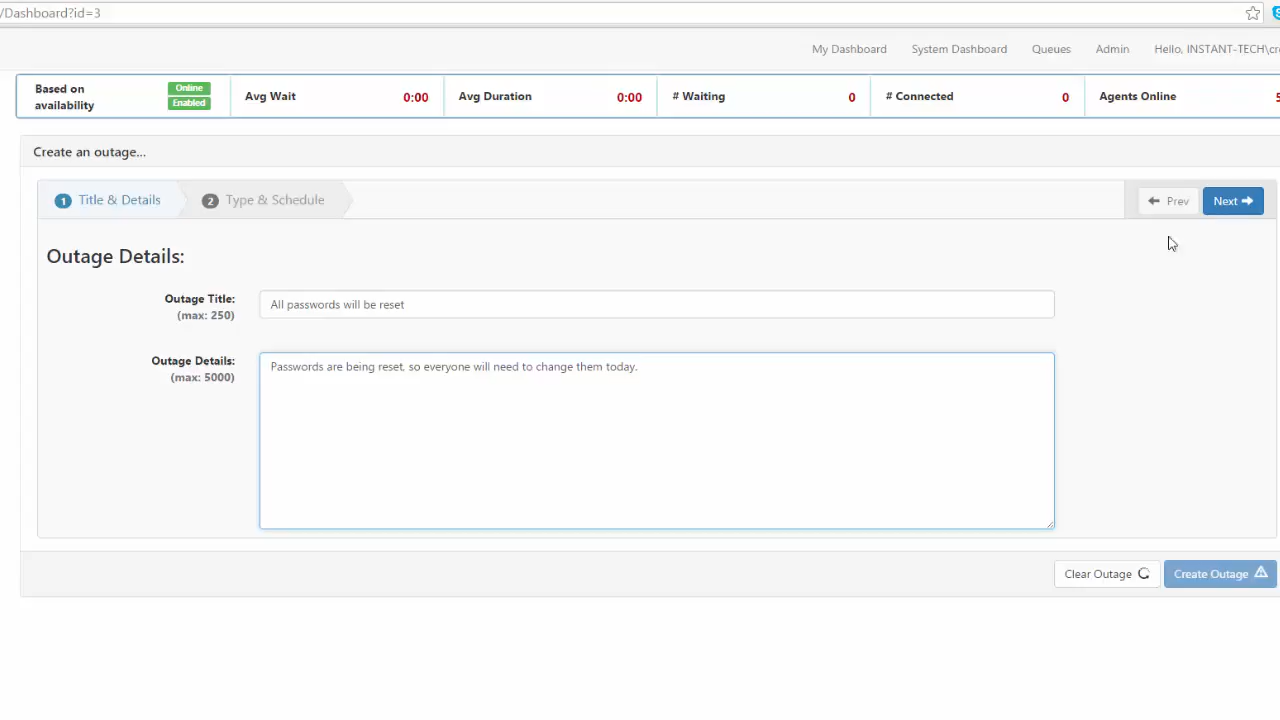 /Dashboard?id=3
My Dashboard System Dashboard Queues Admin Hello, INSTANT-TECH\cr
Based on availability Online Enabled Avg Wait 0:00 Avg Duration 0:00 # Waiting 0 # Connected 0 Agents Online 5
Create an outage...
1 Title & Details 2 Type & Schedule Prev Next
Outage Details:
Outage Title: All passwords will be reset
(max: 250)
Outage Details: Passwords are being reset, so everyone will need to change them today.
(max: 5000)
Clear Outage Create Outage